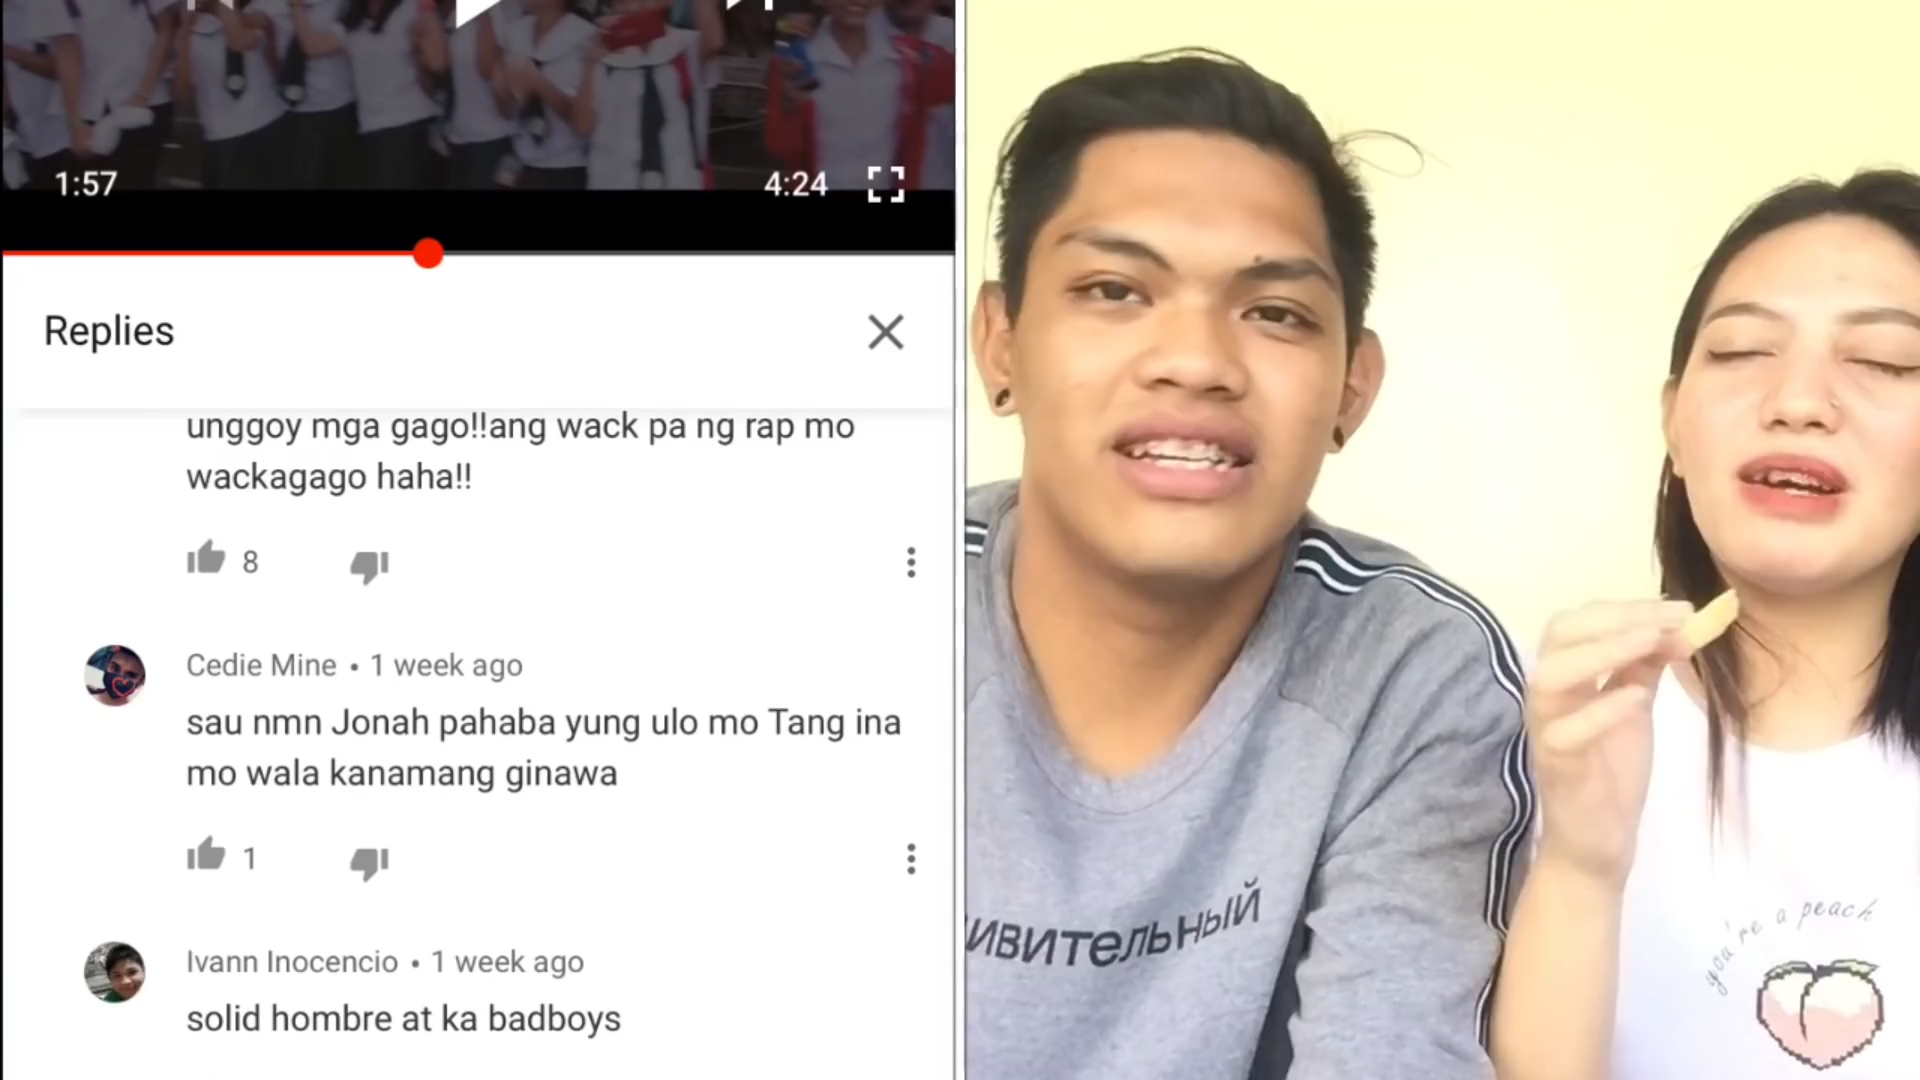 1:57
4:24
Replies
unggoy mga gago!!ang wack pa ng rap mo
wackagago haha!!
8
Cedie Mine • 1 week ago
sau nmn Jonah pahaba yung ulo mo Tang ina
mo wala kanamang ginawa
1
Ivann Inocencio • 1 week ago
solid hombre at ka badboys
ивительный
you're a peach